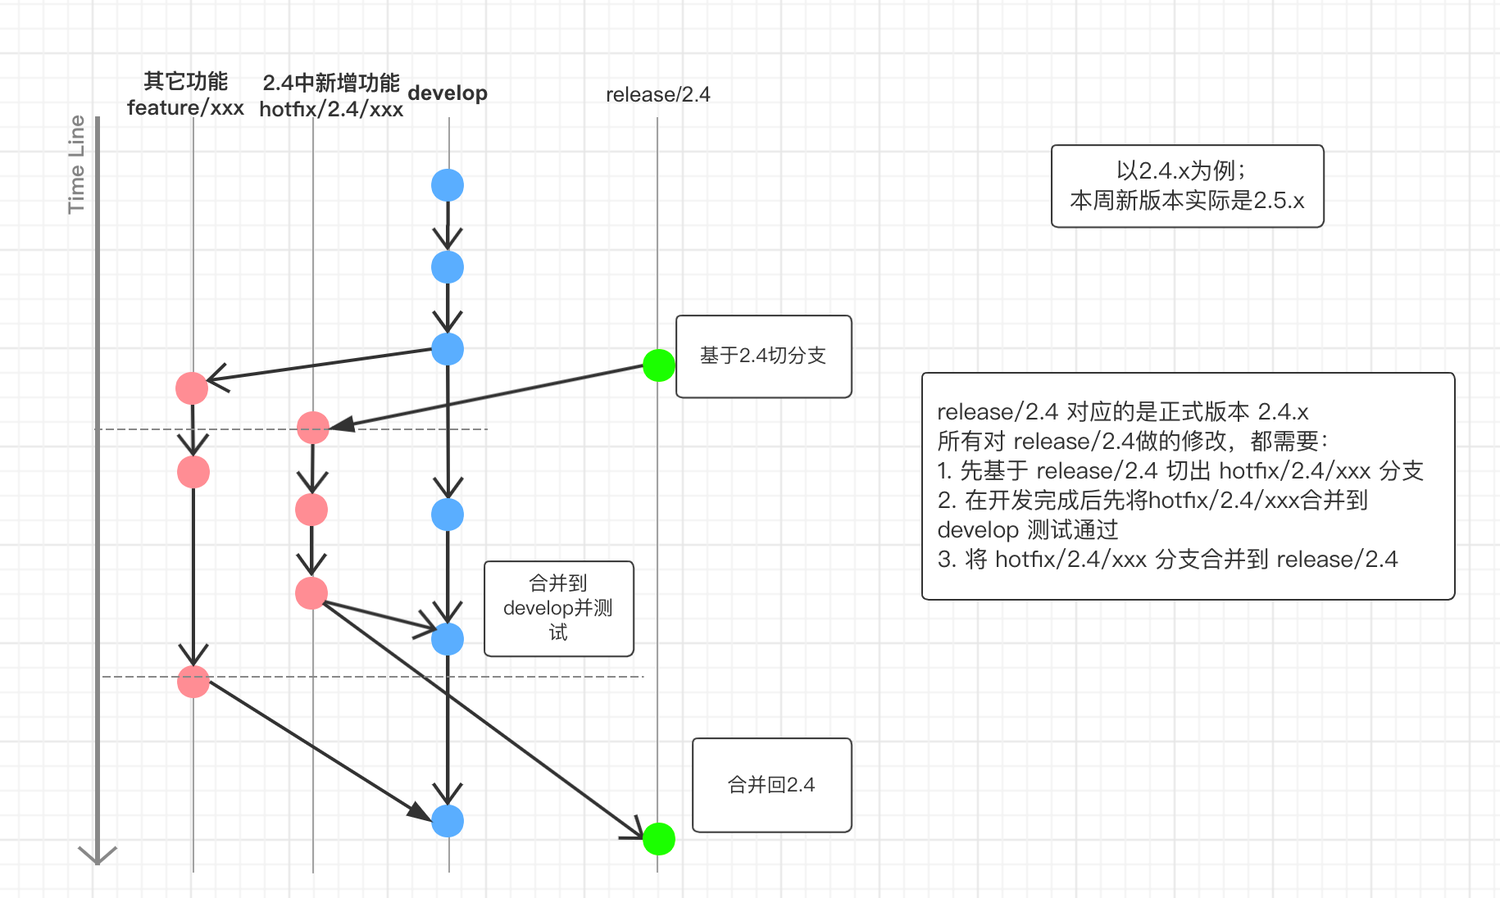 其它功能
feature/xxx
2.4中新增功能
hotfix/2.4/xxx
develop
release/2.4
Time Line
以2.4.x为例；
本周新版本实际是2.5.x
基于2.4切分支
release/2.4 对应的是正式版本 2.4.x
所有对 release/2.4做的修改，都需要：
1. 先基于 release/2.4 切出 hotfix/2.4/xxx 分支
2. 在开发完成后先将hotfix/2.4/xxx合并到
develop 测试通过
3. 将 hotfix/2.4/xxx 分支合并到 release/2.4
合并到
develop并测
试
合并回2.4